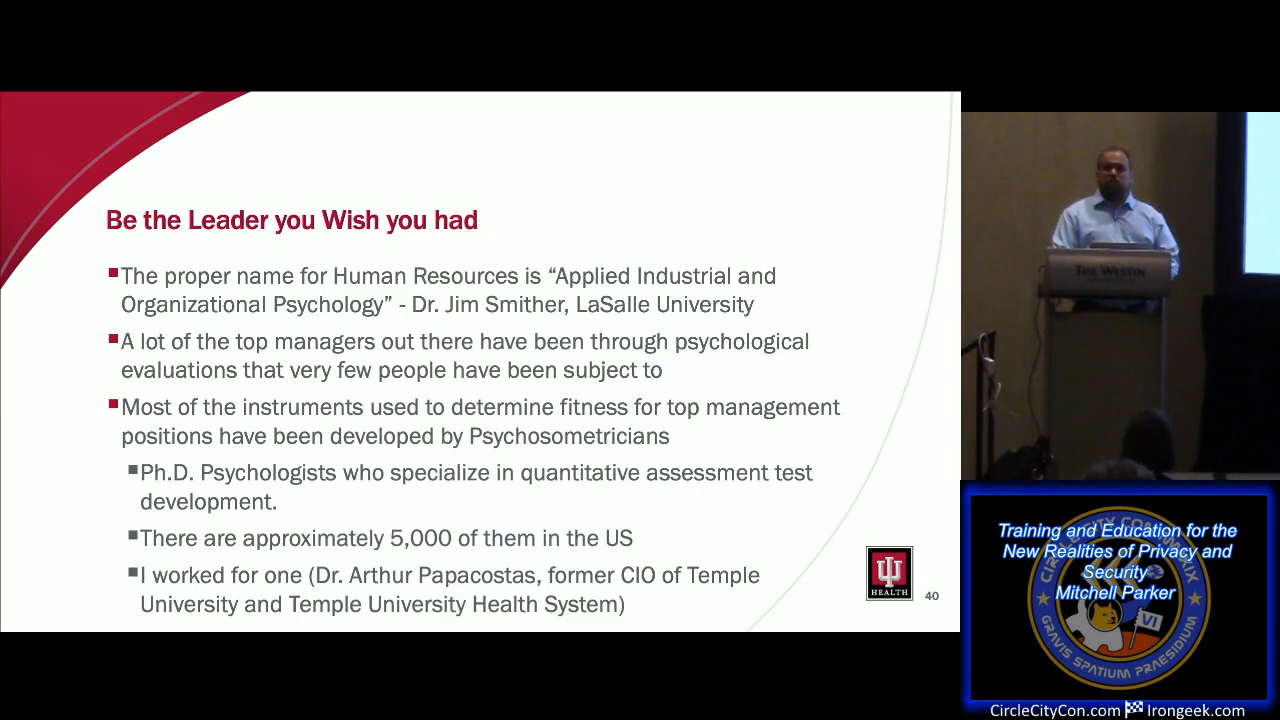 Be the Leader you Wish you had
▪The proper name for Human Resources is “Applied Industrial and
Organizational Psychology” - Dr. Jim Smither, LaSalle University
▪A lot of the top managers out there have been through psychological
evaluations that very few people have been subject to
▪Most of the instruments used to determine fitness for top management
positions have been developed by Psychosometricians
▪Ph.D. Psychologists who specialize in quantitative assessment test
development.
▪There are approximately 5,000 of them in the US
▪I worked for one (Dr. Arthur Papacostas, former CIO of Temple
University and Temple University Health System)
HEALTH
40
THE WESTIN
Training and Education for the
New Realities of Privacy and
Security
Mitchell Parker
CIRCLE CITY CON
VI
GRAVIS SPATIUM PRAESIDIUM
CircleCityCon.com Irongeek.com